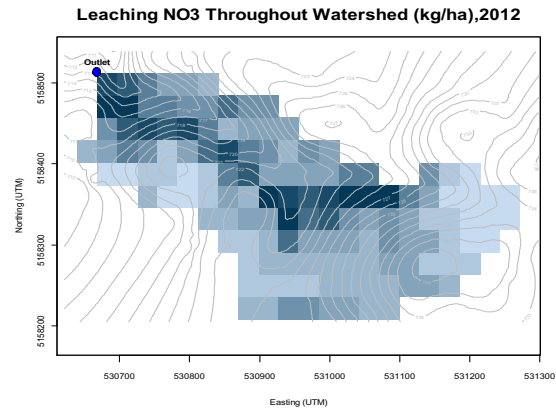 Leaching NO3 Throughout Watershed (kg/ha),2012
Outlet
5158500
5158400
5158300
5158200
Northing (UTM)
530700 530800 530900 531000 531100 531200 531300
Easting (UTM)